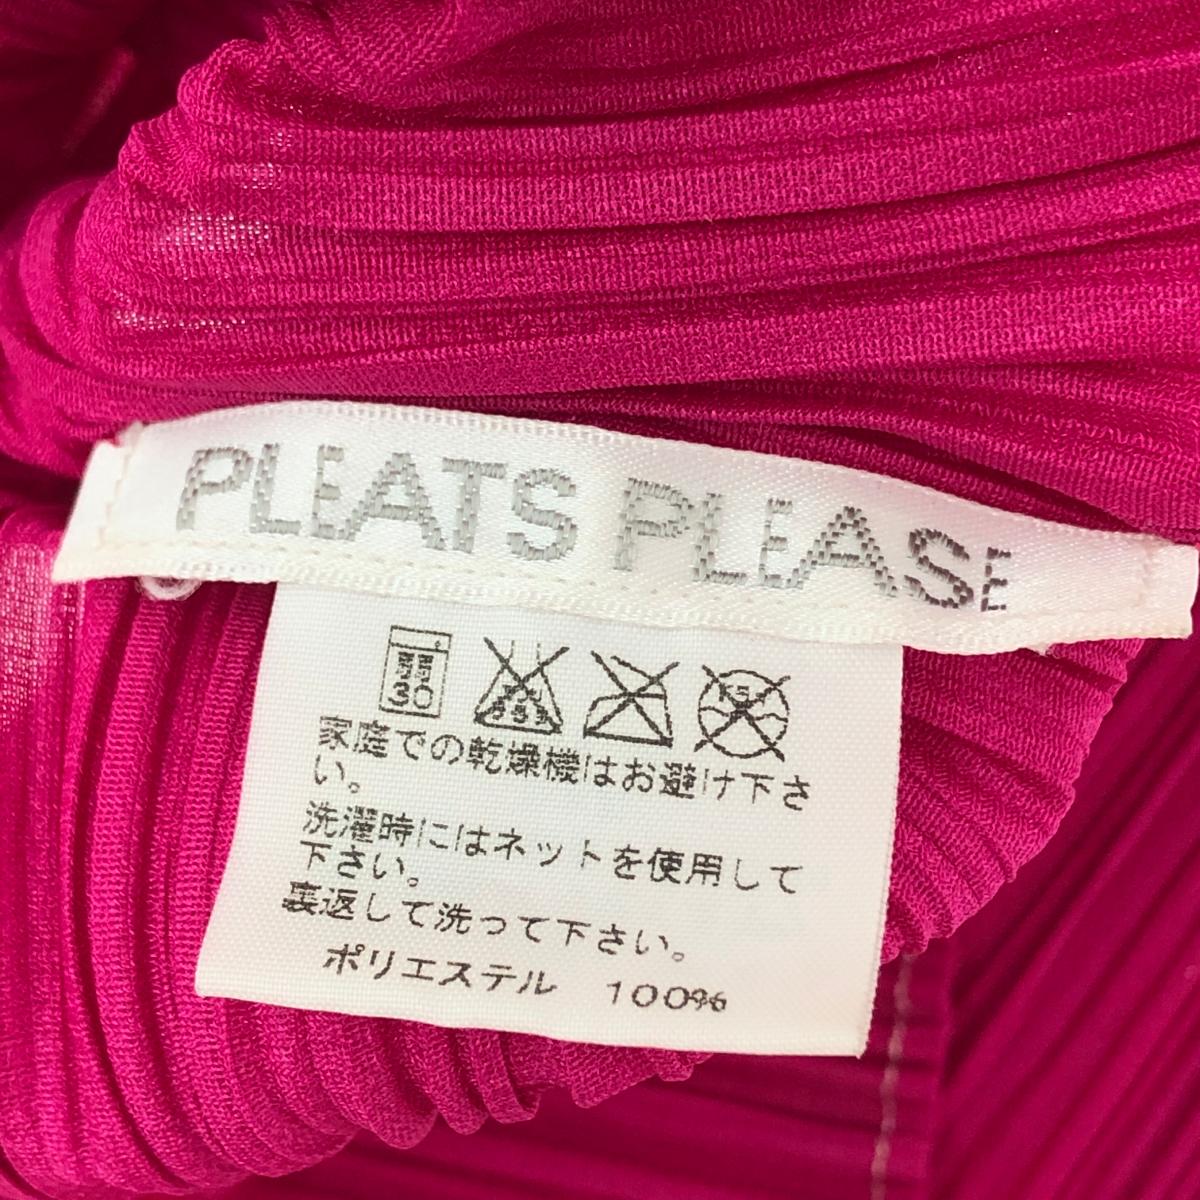 PLEATS PLEASE
30
家庭での乾燥機はお避け下さ
い。
洗濯時にはネットを使用して
下さい。
裏返して洗って下さい。
ポリエステル 100%